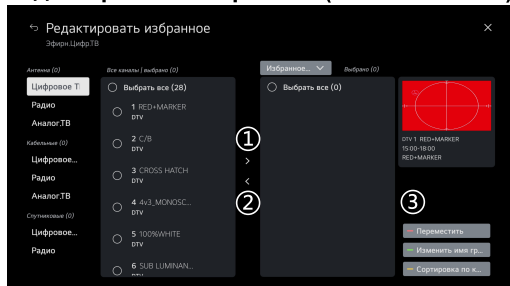 Редактировать избранное
Эфирн.Цифр.ТВ
Антенна (0)
Цифровое Т
Радио
Аналог.ТВ
Кабельные (0)
Цифровое...
Радио
Аналог.ТВ
Спутниковые (0)
Цифровое...
Радио
Все каналы | выбрано (0)
Выбрать все (28)
1 RED+MARKER
DTV
2 C/B
DTV
3 CROSS HATCH
DTV
4 4v3_MONOSC...
DTV
5 100%WHITE
DTV
6 SUB LUMINAN...
①
②
Избранное...
Выбрано (0)
Выбрать все (0)
DTV 1 RED+MARKER
15:00-18:00
RED+MARKER
③
Переместить
Изменить имя гр...
Сортировка по к...